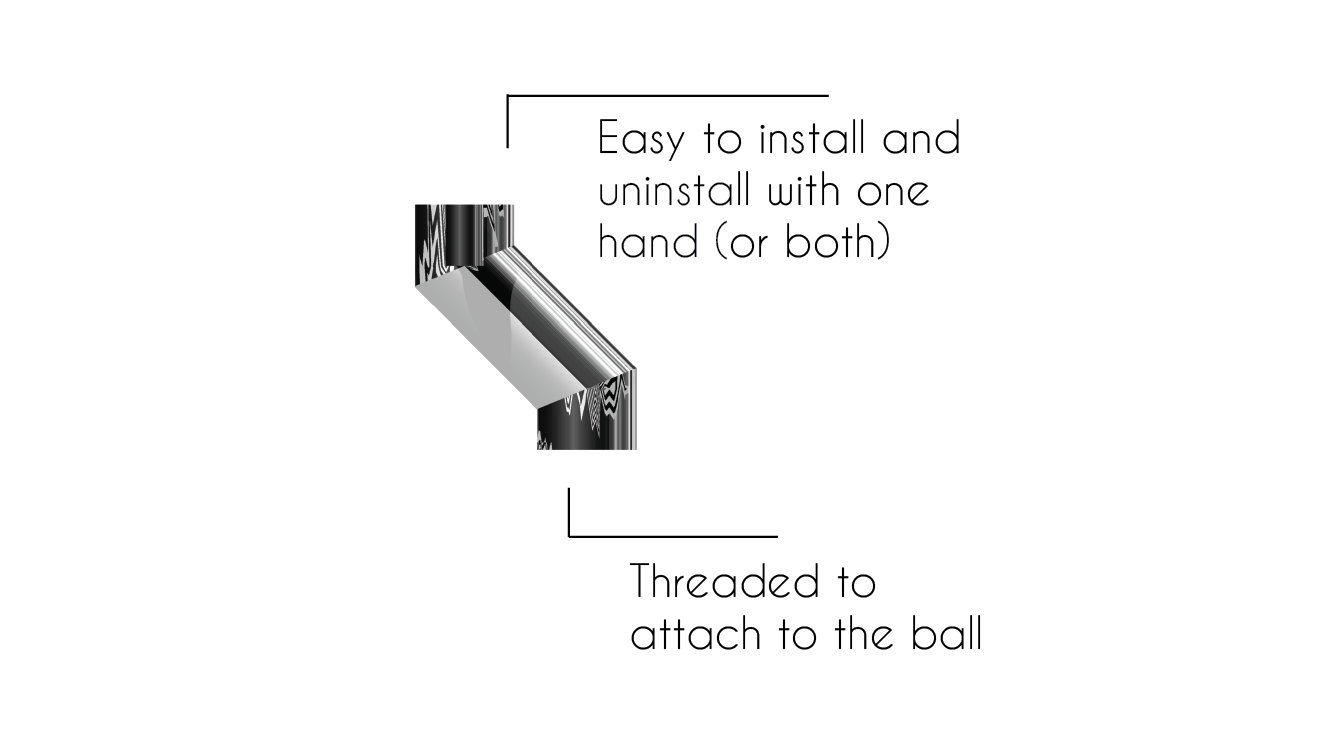 Easy to install and
uninstall with one
hand (or both)
Threaded to
attach to the ball